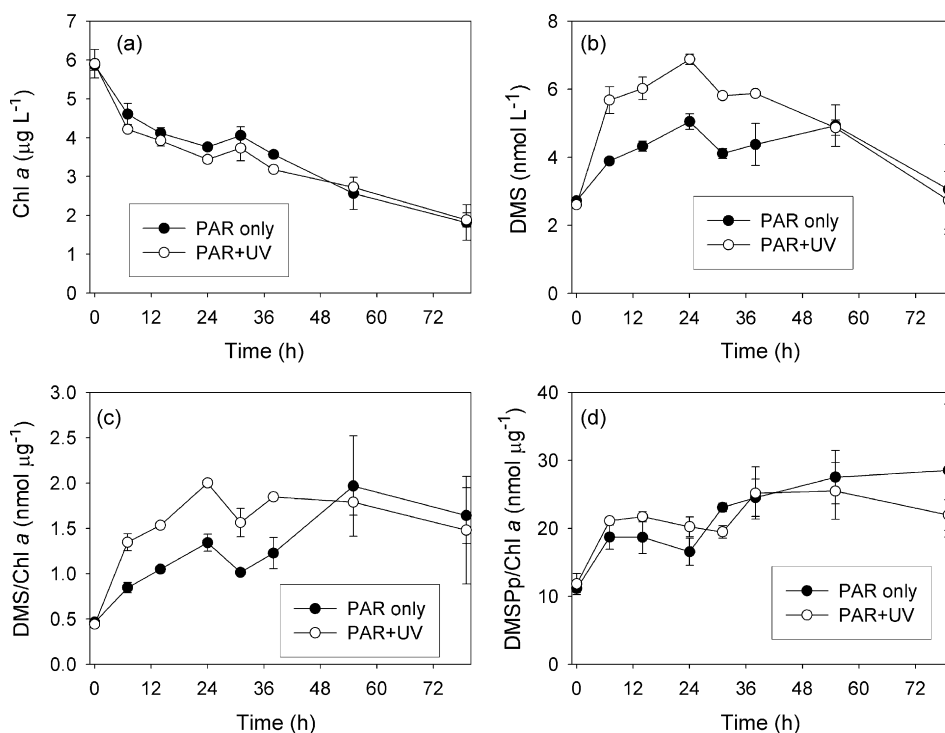 (a)
Chl a (μg L⁻¹)
7
6
5
4
3
2
1
0
PAR only
PAR+UV
0 12 24 36 48 60 72
Time (h)
(b)
DMS (nmol L⁻¹)
8
6
4
2
0
PAR only
PAR+UV
0 12 24 36 48 60 72
Time (h)
(c)
DMS/Chl a (nmol μg⁻¹)
3.0
2.5
2.0
1.5
1.0
0.5
0.0
PAR only
PAR+UV
0 12 24 36 48 60 72
Time (h)
(d)
DMSPp/Chl a (nmol μg⁻¹)
40
30
20
10
0
PAR only
PAR+UV
0 12 24 36 48 60 72
Time (h)